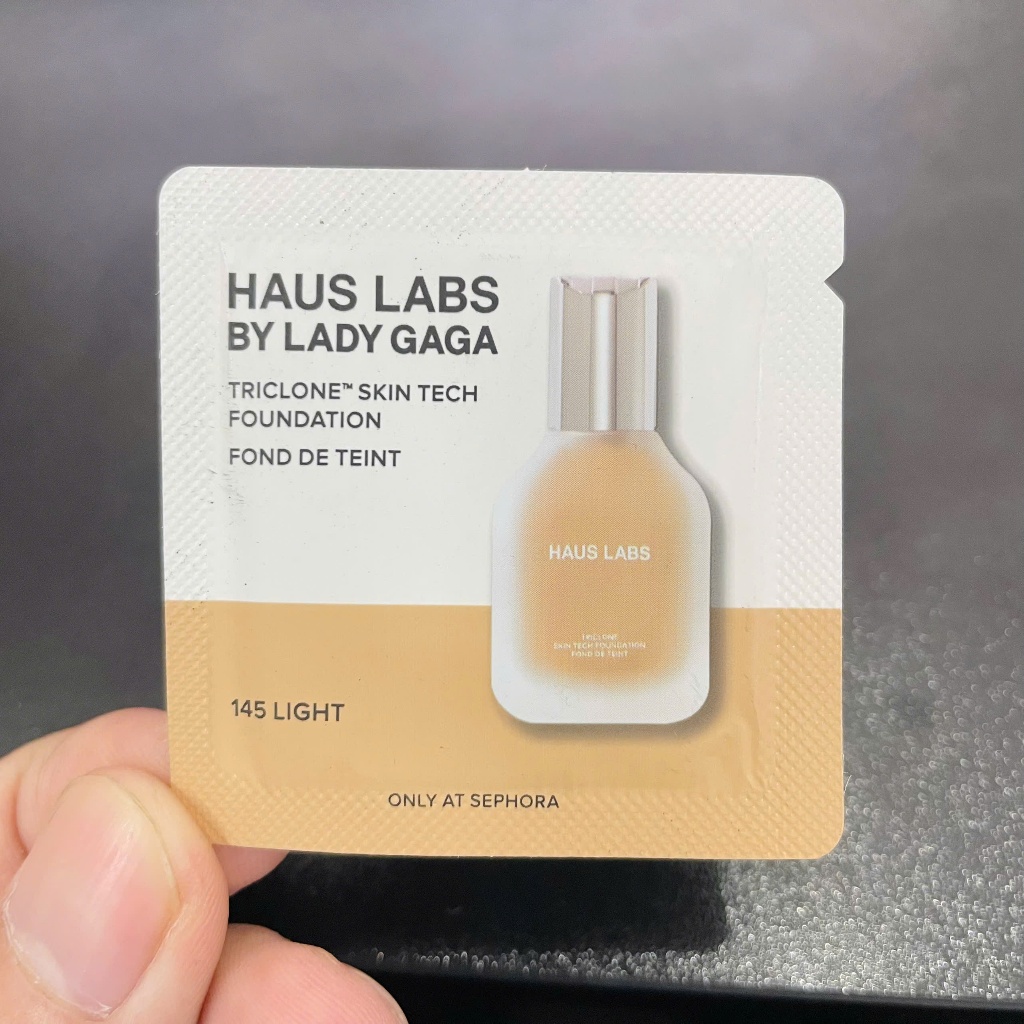 HAUS LABS
BY LADY GAGA
TRICLONE™ SKIN TECH
FOUNDATION
FOND DE TEINT
HAUS LABS
TRICLONE
SKIN TECH FOUNDATION
FOND DE TEINT
145 LIGHT
ONLY AT SEPHORA